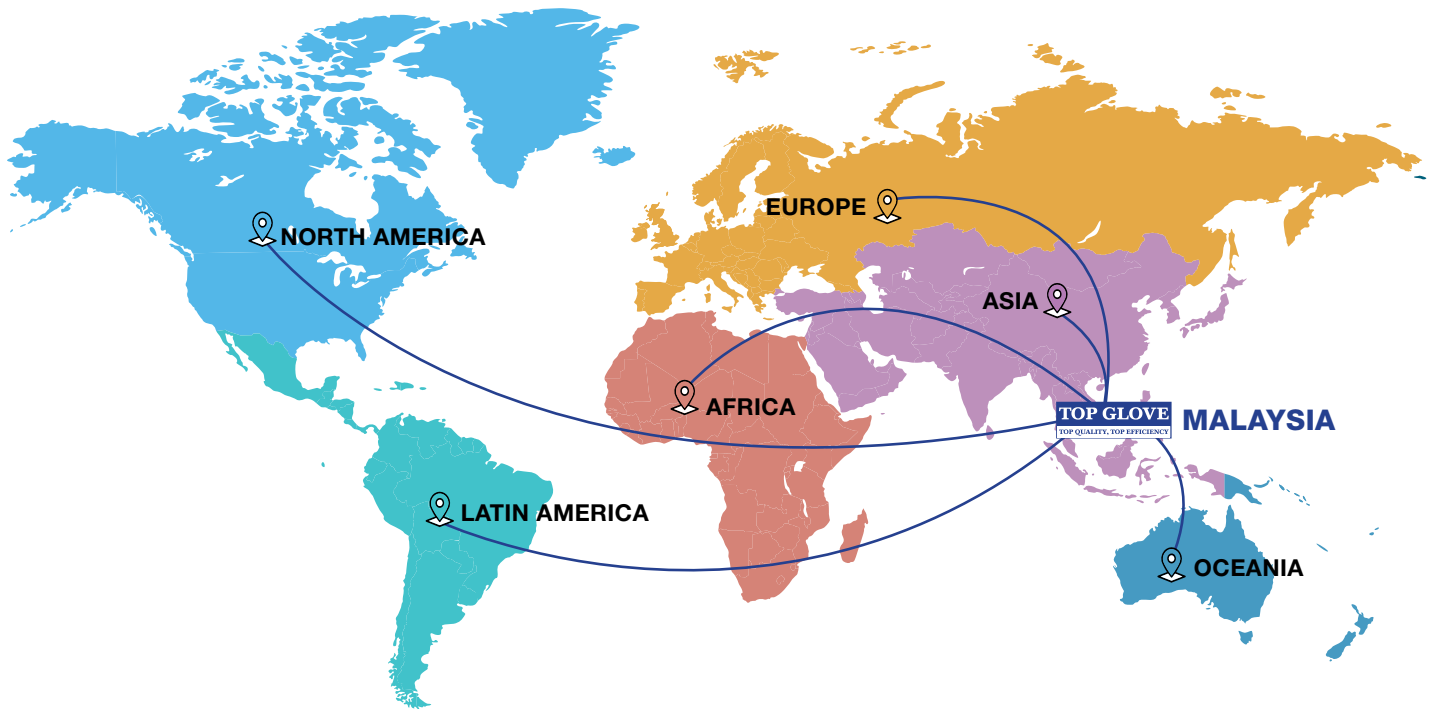 EUROPE
NORTH AMERICA
ASIA
AFRICA
TOP GLOVE
TOP QUALITY, TOP EFFICIENCY
MALAYSIA
LATIN AMERICA
OCEANIA